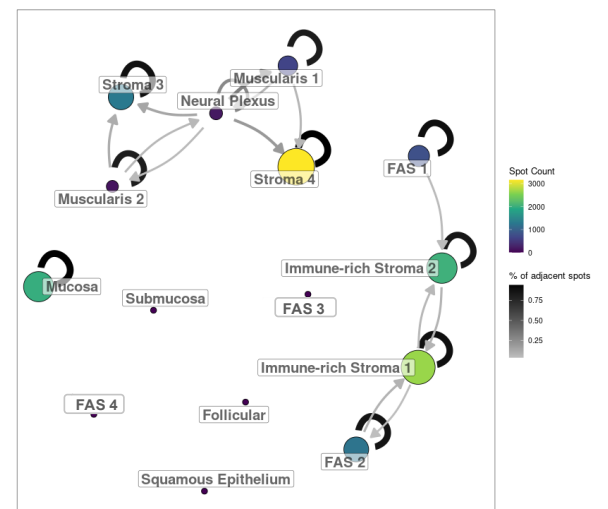 Muscularis 1
Stroma 3
Neural Plexus
Stroma 4
FAS 1
Muscularis 2
Immune-rich Stroma 2
Mucosa
Submucosa
FAS 3
Immune-rich Stroma 1
FAS 4
Follicular
FAS 2
Squamous Epithelium
Spot Count
3000
2000
1000
0
% of adjacent spots
0.75
0.50
0.25